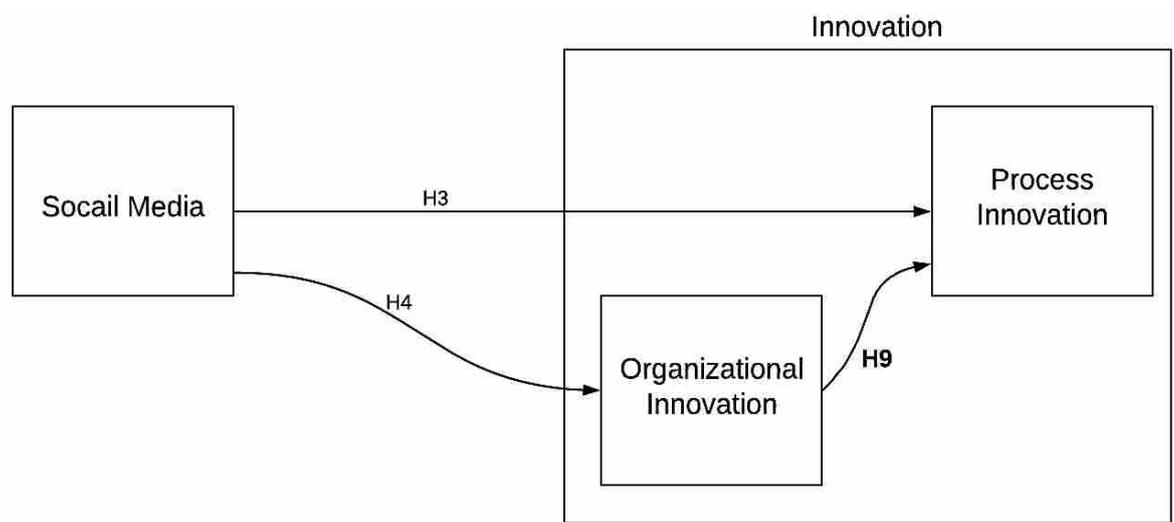 Innovation
Socail Media
H3
Process
Innovation
H4
Organizational
Innovation
H9